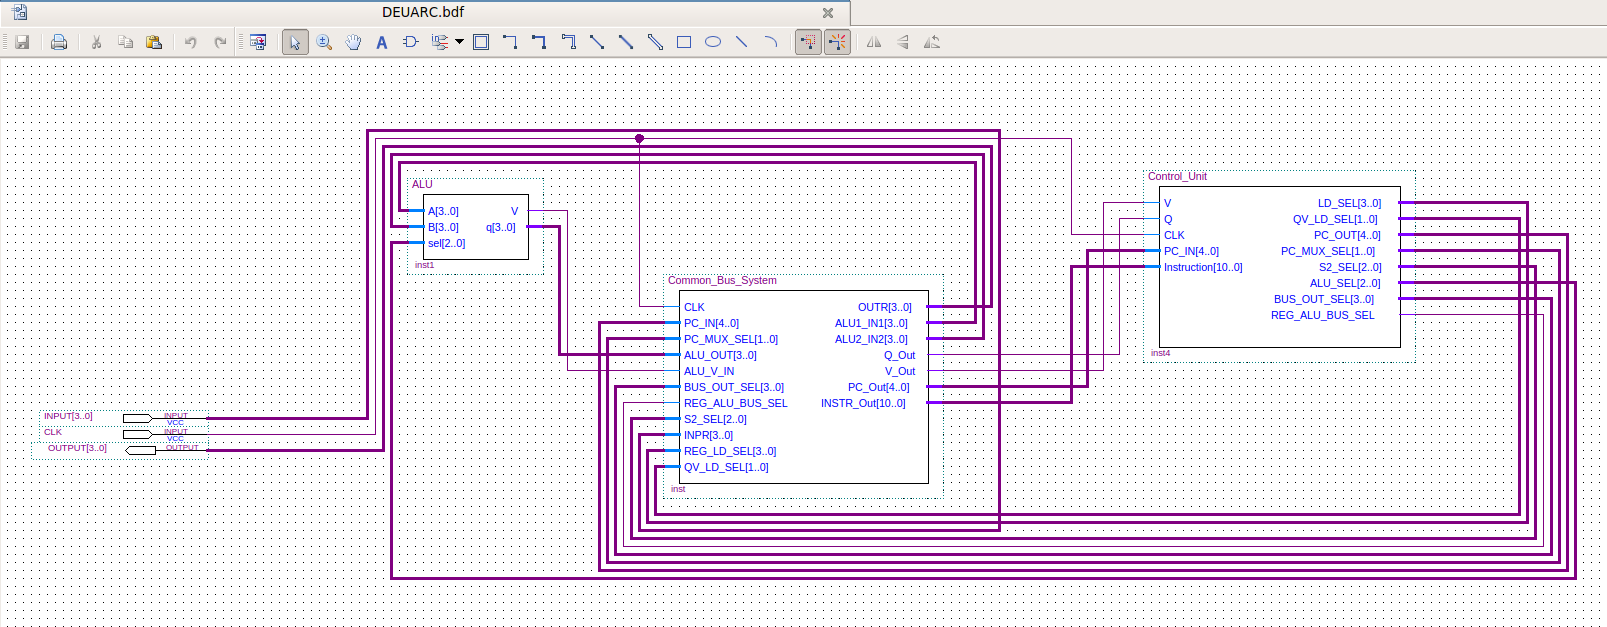 DEUARC.bdf
ALU
A[3..0]
B[3..0]
sel[2..0]
V
q[3..0]
inst1
Common_Bus_System
CLK
PC_IN[4..0]
PC_MUX_SEL[1..0]
ALU_OUT[3..0]
ALU_V_IN
BUS_OUT_SEL[3..0]
REG_ALU_BUS_SEL
S2_SEL[2..0]
INPR[3..0]
REG_LD_SEL[3..0]
QV_LD_SEL[1..0]
OUTR[3..0]
ALU1_IN1[3..0]
ALU2_IN2[3..0]
Q_Out
V_Out
PC_Out[4..0]
INSTR_Out[10..0]
inst
Control_Unit
V
Q
CLK
PC_IN[4..0]
Instruction[10..0]
LD_SEL[3..0]
QV_LD_SEL[1..0]
PC_OUT[4..0]
PC_MUX_SEL[1..0]
S2_SEL[2..0]
ALU_SEL[2..0]
BUS_OUT_SEL[3..0]
REG_ALU_BUS_SEL
inst4
INPUT[3..0]
INPUT
VCC
CLK
INPUT
VCC
OUTPUT[3..0]
OUTPUT